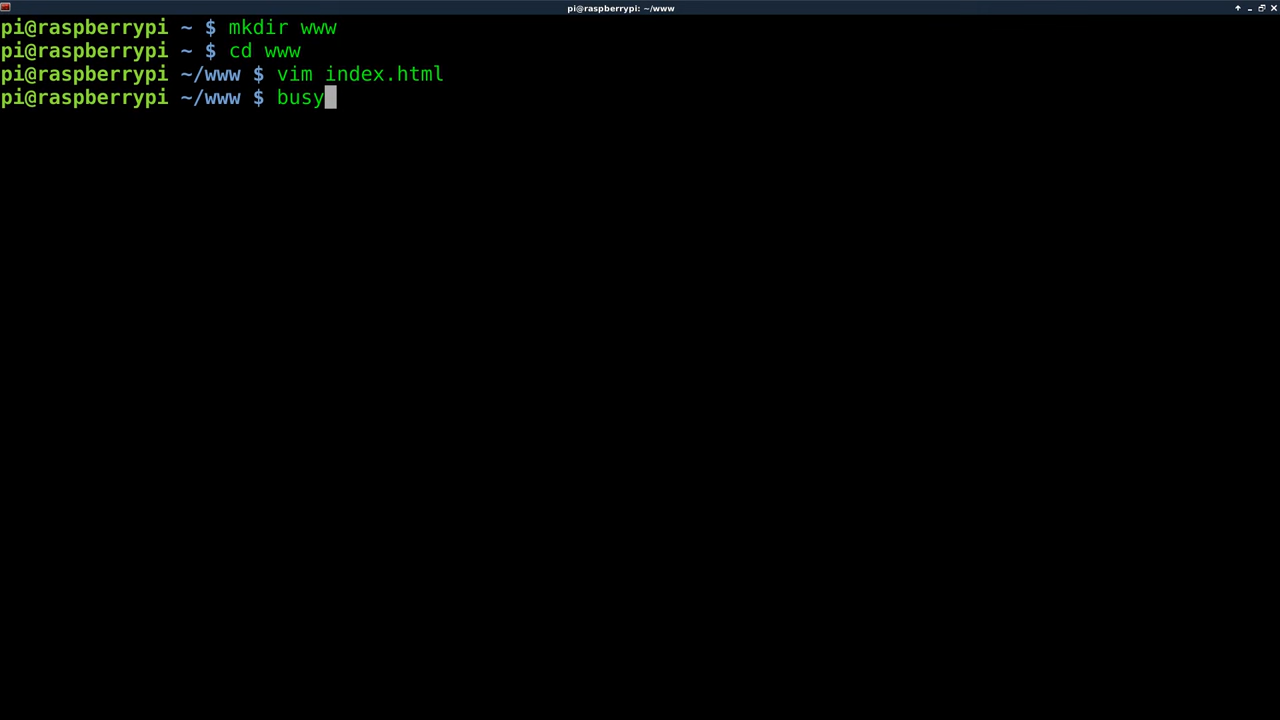 pi@raspberrypi: ~/www
pi@raspberrypi ~ $ mkdir www
pi@raspberrypi ~ $ cd www
pi@raspberrypi ~/www $ vim index.html
pi@raspberrypi ~/www $ busy